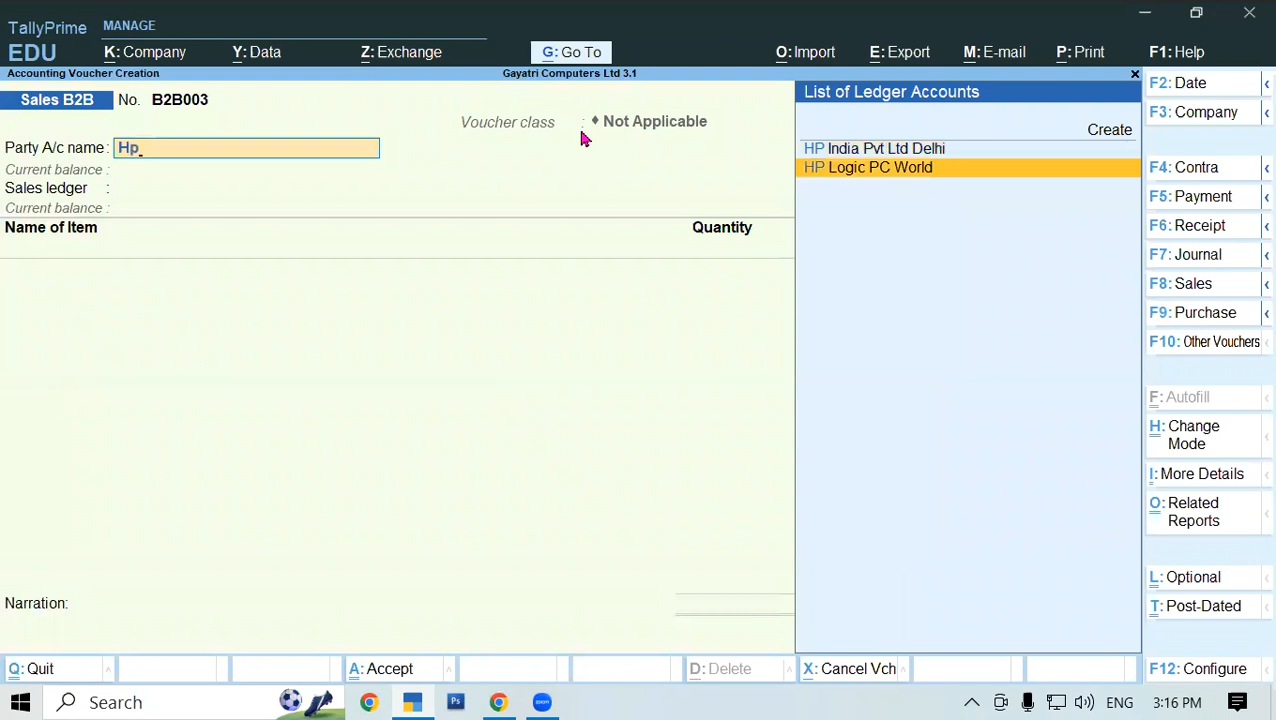 TallyPrime MANAGE
EDU K: Company Y: Data Z: Exchange G: Go To O: Import E: Export M: E-mail P: Print F1: Help
Accounting Voucher Creation Gayatri Computers Ltd 3.1
Sales B2B No. B2B003
Voucher class : ♦ Not Applicable
Party A/c name : Hp
Current balance :
Sales ledger :
Current balance :
Name of Item Quantity
Narration:
List of Ledger Accounts
Create
HP India Pvt Ltd Delhi
HP Logic PC World
F2: Date
F3: Company
F4: Contra
F5: Payment
F6: Receipt
F7: Journal
F8: Sales
F9: Purchase
F10: Other Vouchers
F: Autofill
H: Change
Mode
I: More Details
O: Related
Reports
L: Optional
T: Post-Dated
Q: Quit A: Accept D: Delete X: Cancel Vch F12: Configure
Search Ps zoom ENG 3:16 PM